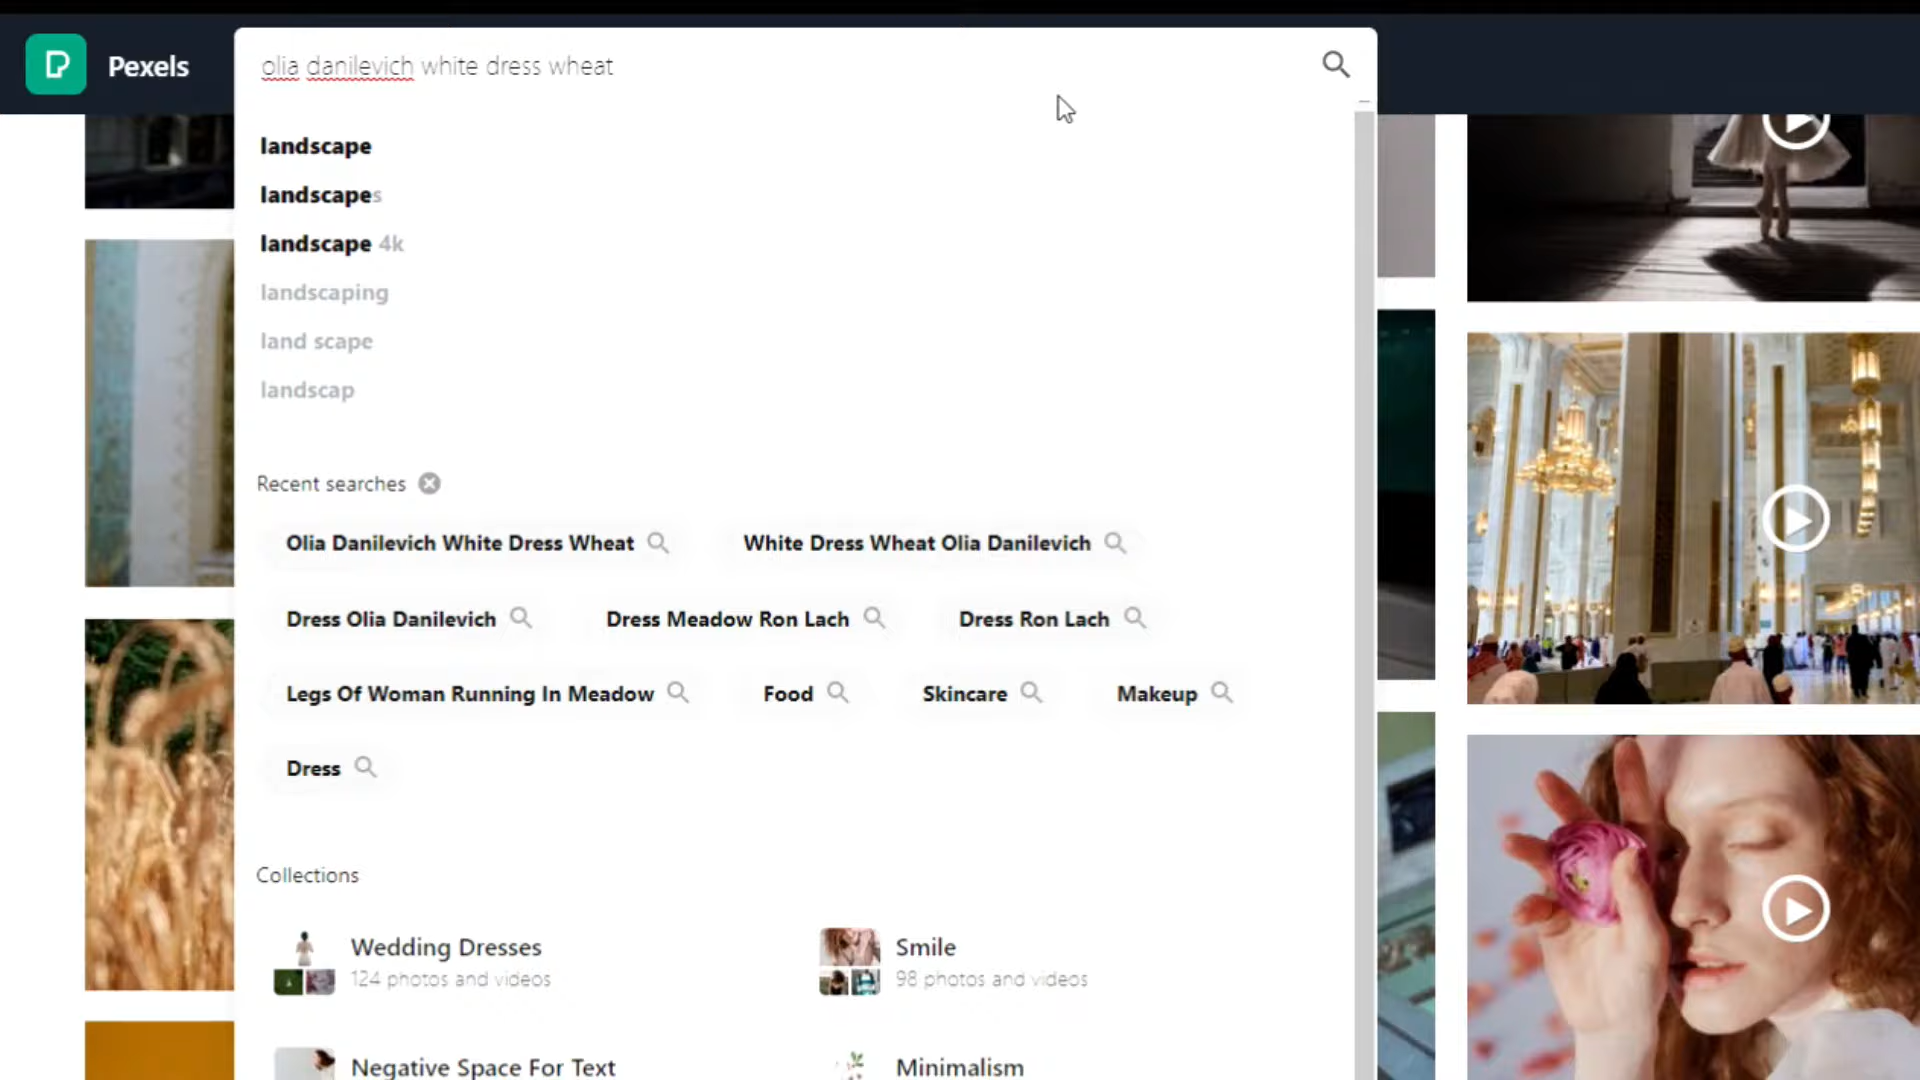 Pexels
olia danilevich white dress wheat
landscape
landscapes
landscape 4k
landscaping
land scape
landscap
Recent searches
Olia Danilevich White Dress Wheat
White Dress Wheat Olia Danilevich
Dress Olia Danilevich
Dress Meadow Ron Lach
Dress Ron Lach
Legs Of Woman Running In Meadow
Food
Skincare
Makeup
Dress
Collections
Wedding Dresses
124 photos and videos
Smile
98 photos and videos
Negative Space For Text
Minimalism